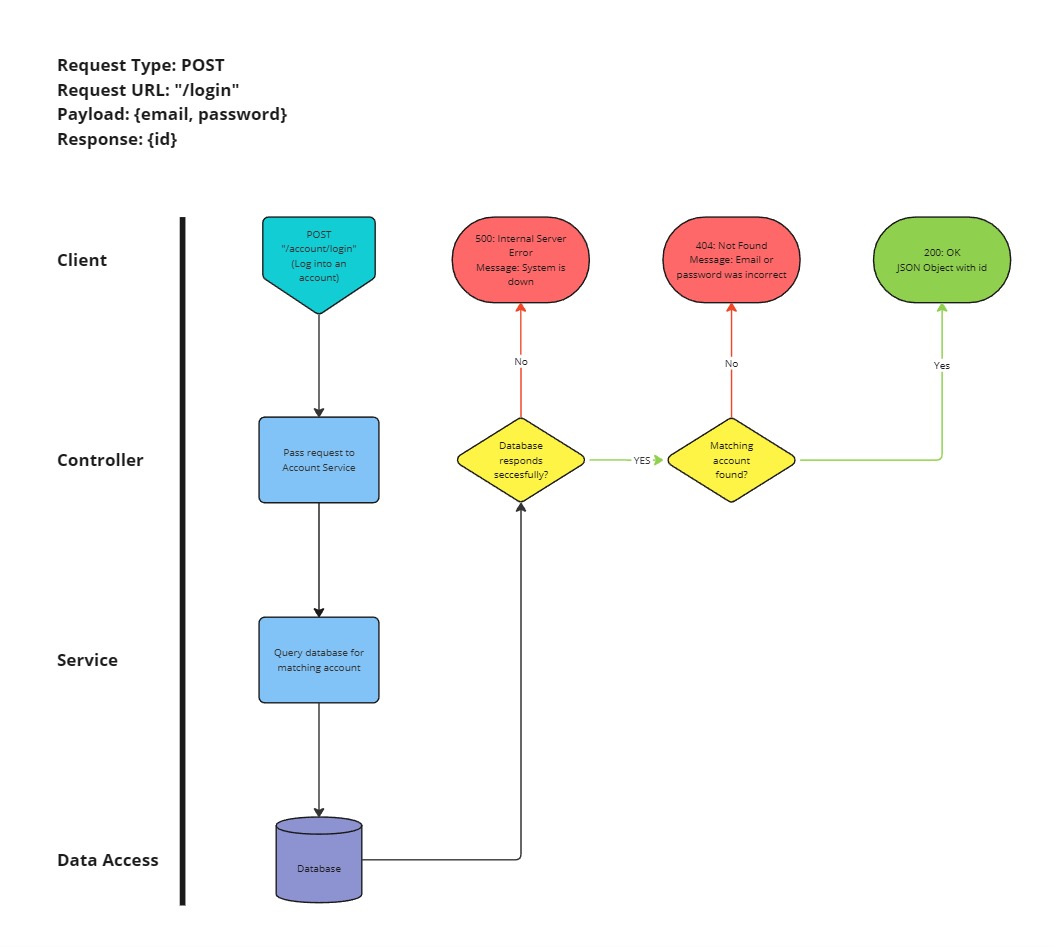 Request Type: POST
Request URL: "/login"
Payload: {email, password}
Response: {id}
Client
POST
"/account/login"
(Log into an
account)
500: Internal Server
Error
Message: System is
down
404: Not Found
Message: Email or
password was incorrect
200: OK
JSON Object with id
No
No
Yes
Controller
Pass request to
Account Service
Database
responds
seccesfully?
YES
Matching
account
found?
Service
Query database for
matching account
Data Access
Database